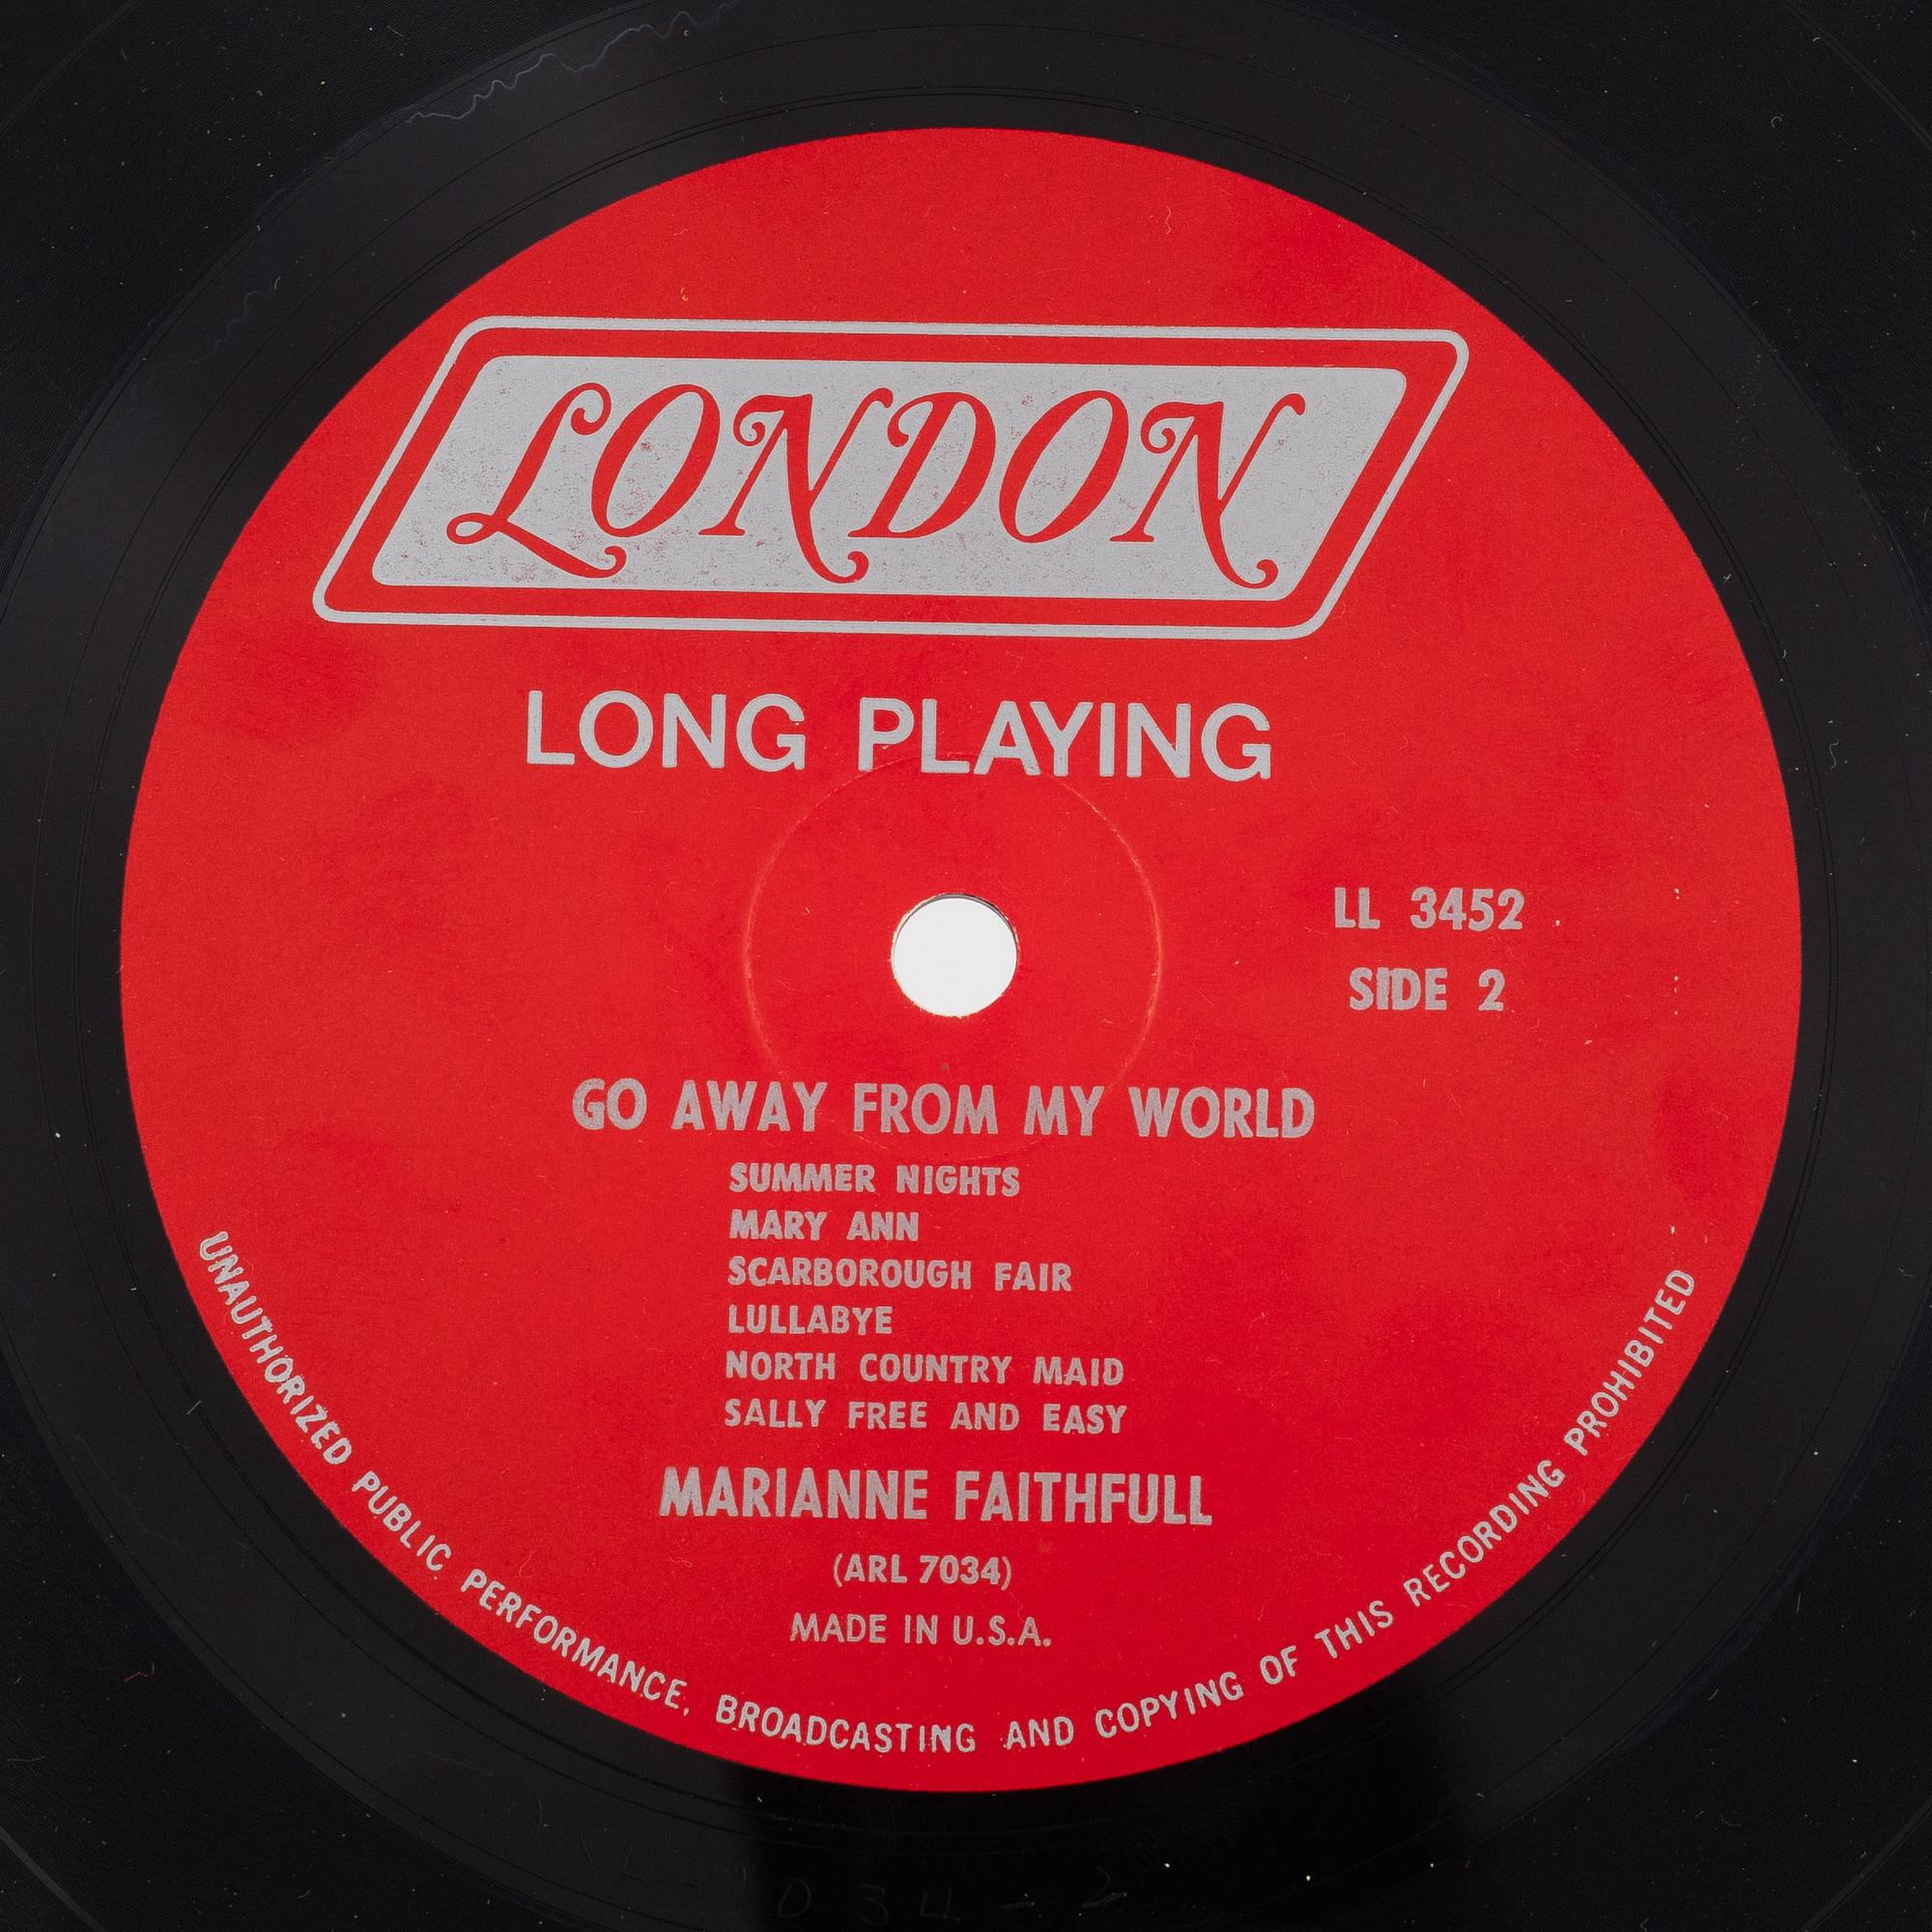 LONDON
LONG PLAYING
LL 3452
SIDE 2
GO AWAY FROM MY WORLD
SUMMER NIGHTS
MARY ANN
SCARBOROUGH FAIR
LULLABYE
NORTH COUNTRY MAID
SALLY FREE AND EASY
MARIANNE FAITHFULL
(ARL 7034)
MADE IN U.S.A.
UNAUTHORIZED PUBLIC PERFORMANCE, BROADCASTING AND COPYING OF THIS RECORDING PROHIBITED